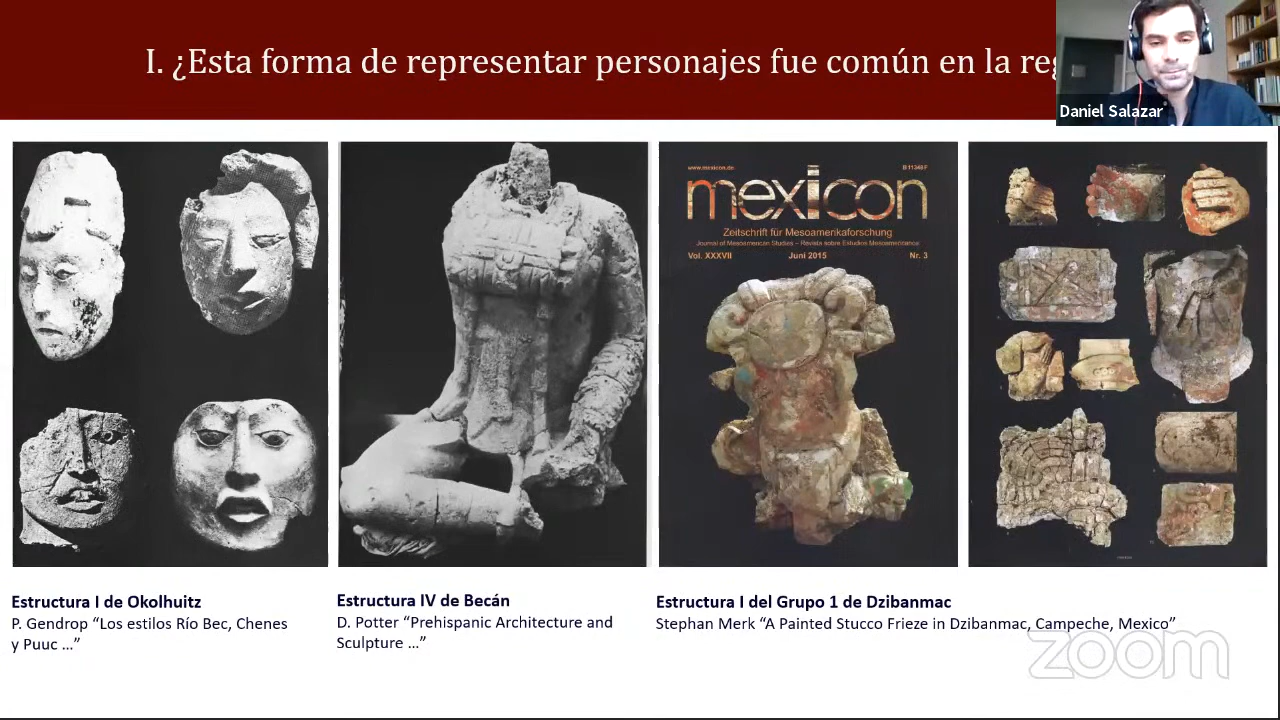 I. ¿Esta forma de representar personajes fue común en la reg
Daniel Salazar
www.mexicon.de
B 11349 F
mexicon
Zeitschrift für Mesoamerikaforschung
Journal of Mesoamerican Studies – Revista sobre Estudios Mesoamericanos
Vol. XXXVII Juni 2015 Nr. 3
Estructura I de Okolhuitz
P. Gendrop “Los estilos Río Bec, Chenes
y Puuc ...”
Estructura IV de Becán
D. Potter “Prehispanic Architecture and
Sculpture ...”
Estructura I del Grupo 1 de Dzibanmac
Stephan Merk “A Painted Stucco Frieze in Dzibanmac, Campeche, Mexico”
zoom